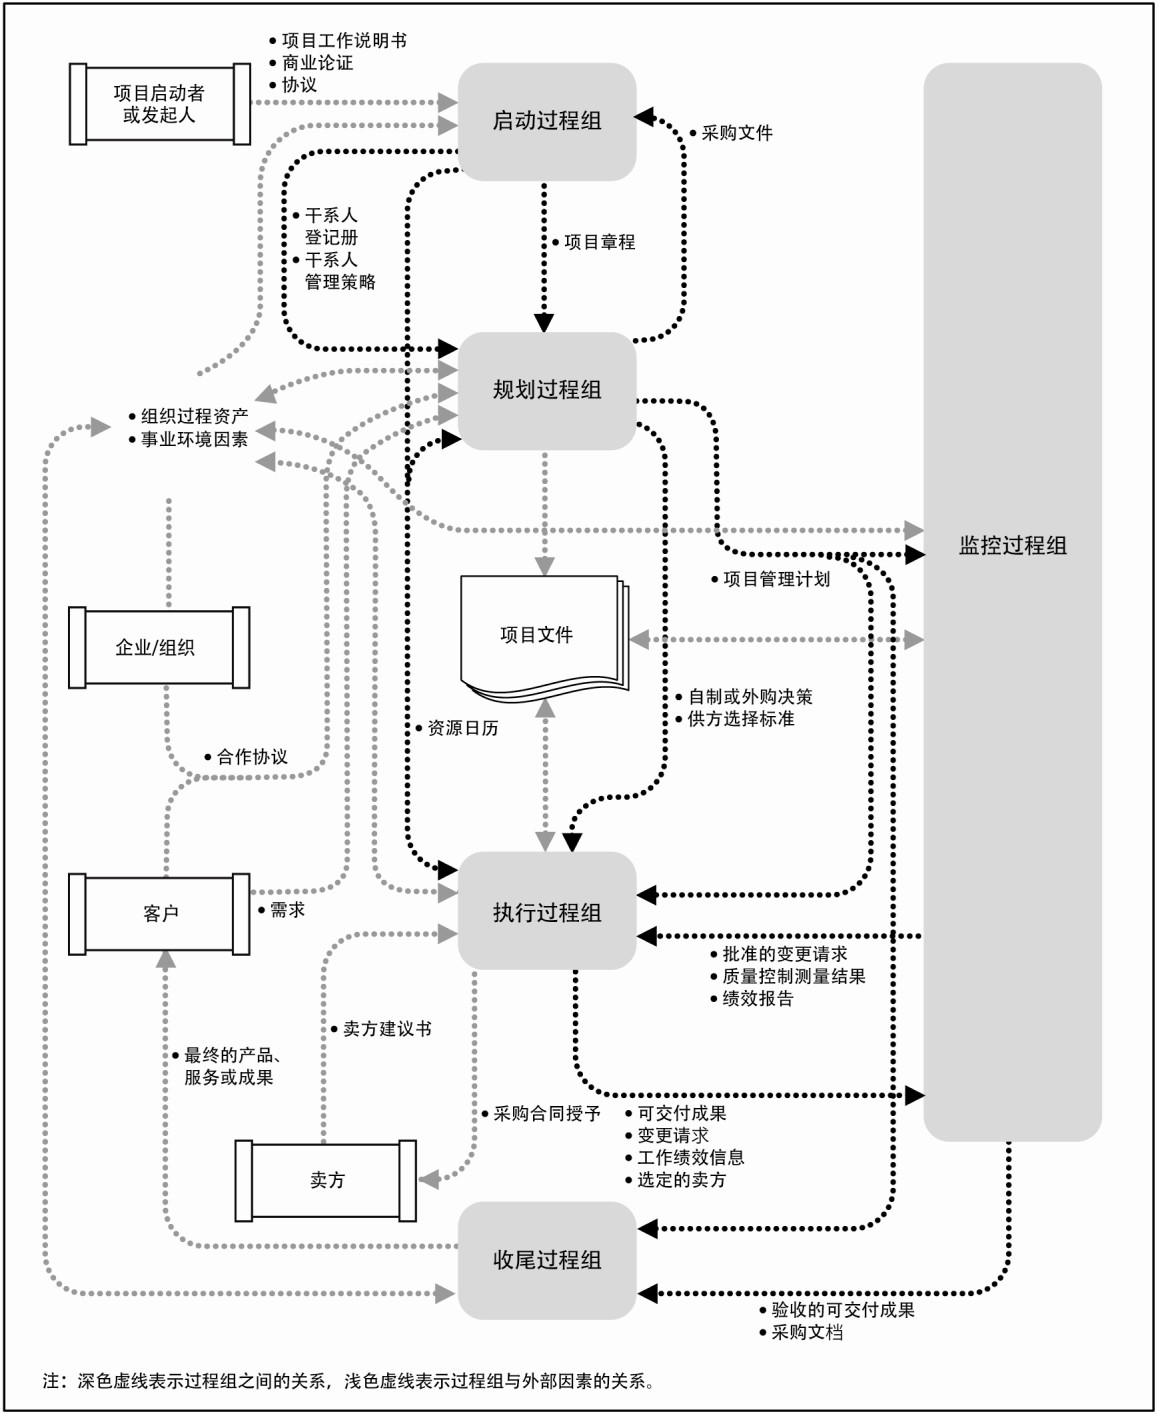 ● 项目工作说明书
● 商业论证
● 协议
项目启动者
或发起人
启动过程组
● 采购文件
● 干系人
登记册
● 干系人
管理策略
● 项目章程
规划过程组
● 组织过程资产
● 事业环境因素
监控过程组
● 项目管理计划
项目文件
企业/组织
● 自制或外购决策
● 供方选择标准
● 资源日历
● 合作协议
客户
● 需求
执行过程组
● 批准的变更请求
● 质量控制测量结果
● 绩效报告
● 卖方建议书
● 最终的产品、
服务或成果
● 采购合同授予
● 可交付成果
● 变更请求
● 工作绩效信息
● 选定的卖方
卖方
收尾过程组
● 验收的可交付成果
● 采购文档
注：深色虚线表示过程组之间的关系，浅色虚线表示过程组与外部因素的关系。